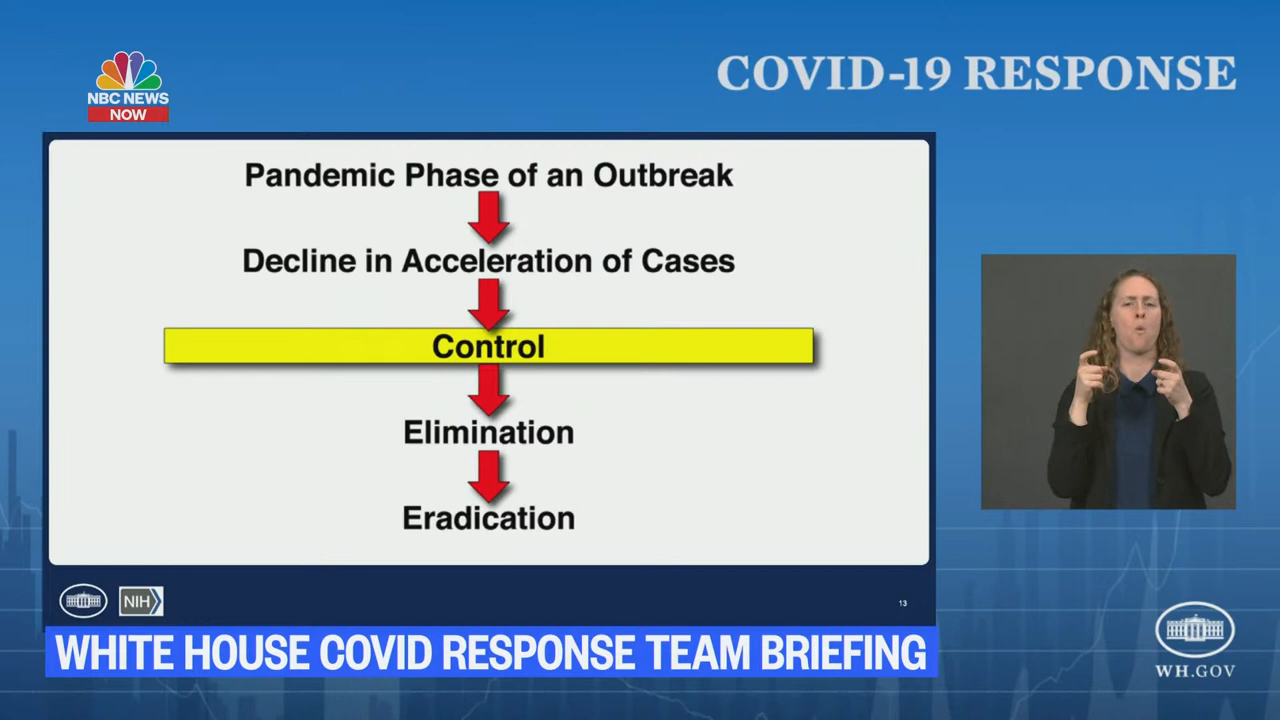 NBC NEWS
NOW
COVID-19 RESPONSE
Pandemic Phase of an Outbreak
Decline in Acceleration of Cases
Control
Elimination
Eradication
NIH
13
WHITE HOUSE COVID RESPONSE TEAM BRIEFING
WH.GOV